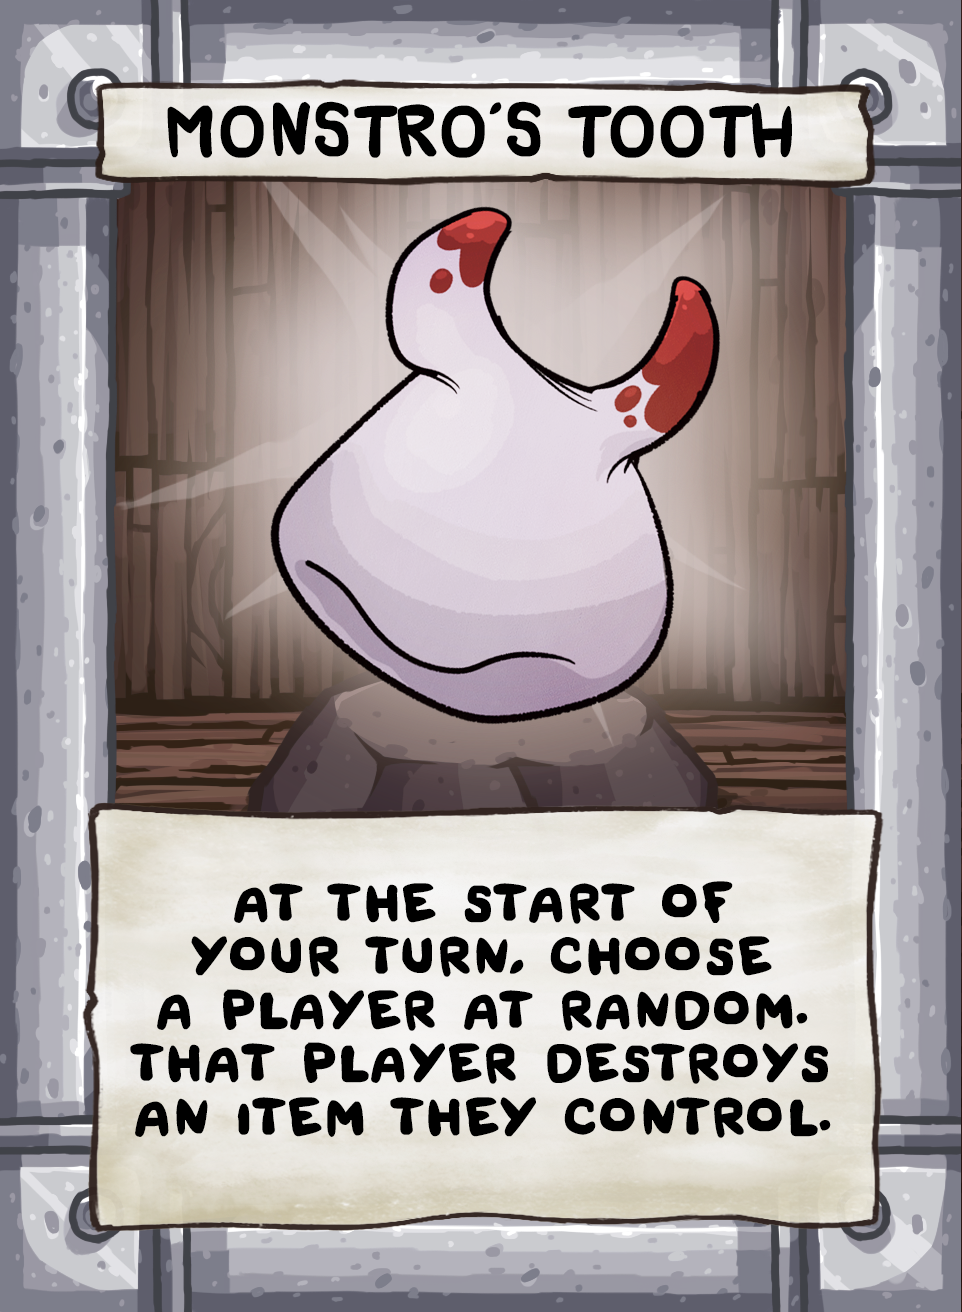 MONSTRO'S TOOTH
AT THE START OF
YOUR TURN, CHOOSE
A PLAYER AT RANDOM.
THAT PLAYER DESTROYS
AN ITEM THEY CONTROL.